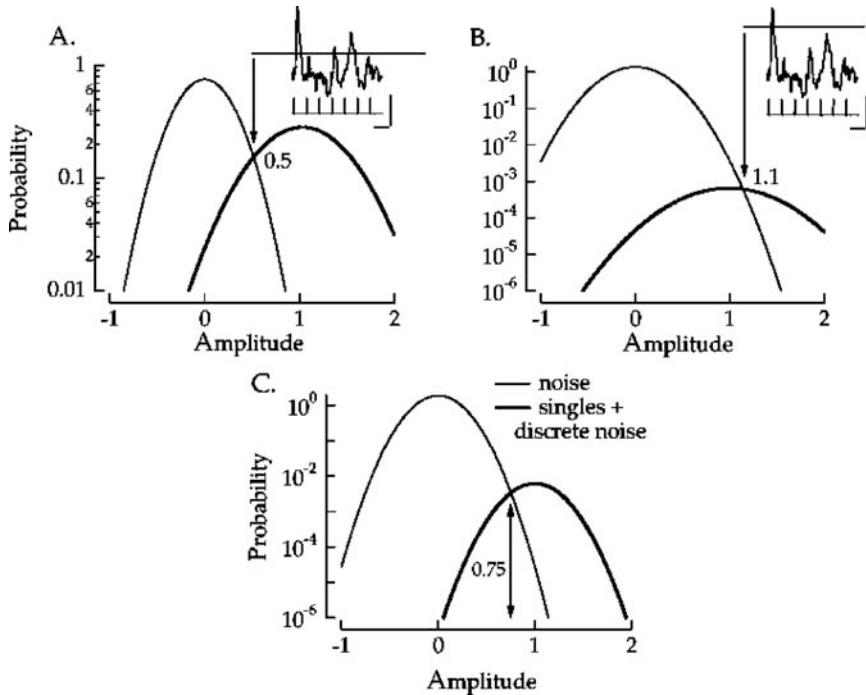 A.
1
6
4
2
0.1
6
4
2
0.01
Probability
-1 0 1 2
Amplitude
0.5
B.
10^0
10^-1
10^-2
10^-3
10^-4
10^-5
10^-6
-1 0 1 2
Amplitude
1.1
C.
noise
singles +
discrete noise
10^0
10^-2
10^-4
10^-6
Probability
0.75
-1 0 1 2
Amplitude